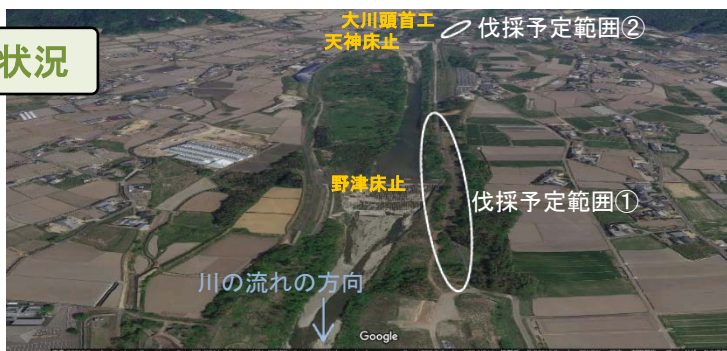 状況
大川頭首工
天神床止
伐採予定範囲②
野津床止
伐採予定範囲①
川の流れの方向
Google